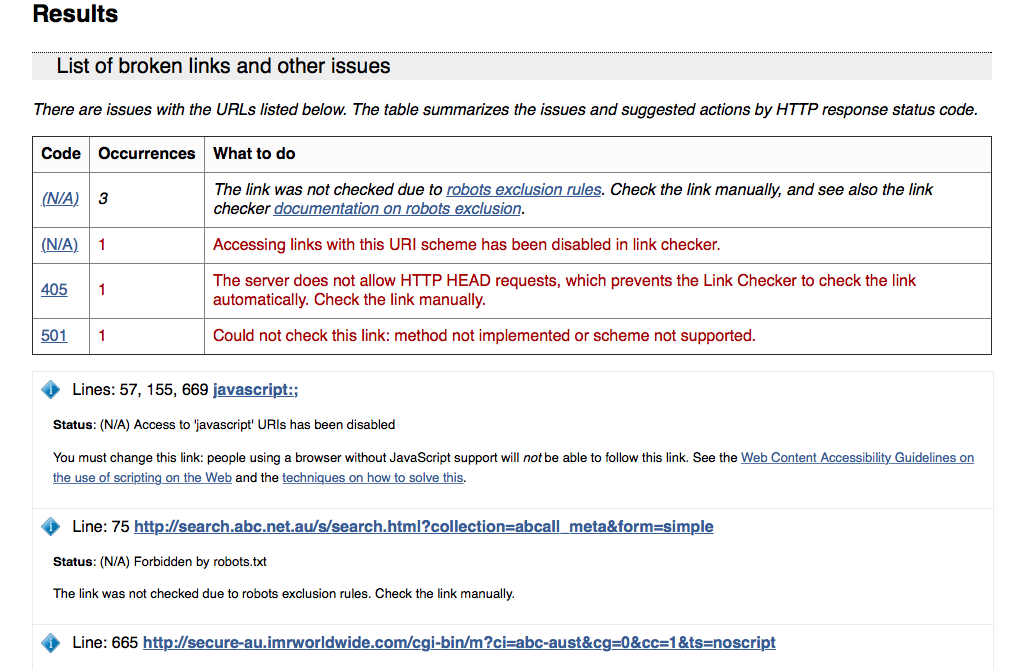 Results
List of broken links and other issues
There are issues with the URLs listed below. The table summarizes the issues and suggested actions by HTTP response status code.
Code Occurrences What to do
(N/A) 3 The link was not checked due to robots exclusion rules. Check the link manually, and see also the link
checker documentation on robots exclusion.
(N/A) 1 Accessing links with this URI scheme has been disabled in link checker.
405 1 The server does not allow HTTP HEAD requests, which prevents the Link Checker to check the link
automatically. Check the link manually.
501 1 Could not check this link: method not implemented or scheme not supported.
Lines: 57, 155, 669 javascript:;
Status: (N/A) Access to 'javascript' URIs has been disabled
You must change this link: people using a browser without JavaScript support will not be able to follow this link. See the Web Content Accessibility Guidelines on
the use of scripting on the Web and the techniques on how to solve this.
Line: 75 http://search.abc.net.au/s/search.html?collection=abcall_meta&form=simple
Status: (N/A) Forbidden by robots.txt
The link was not checked due to robots exclusion rules. Check the link manually.
Line: 665 http://secure-au.imrworldwide.com/cgi-bin/m?ci=abc-aust&cg=0&cc=1&ts=noscript